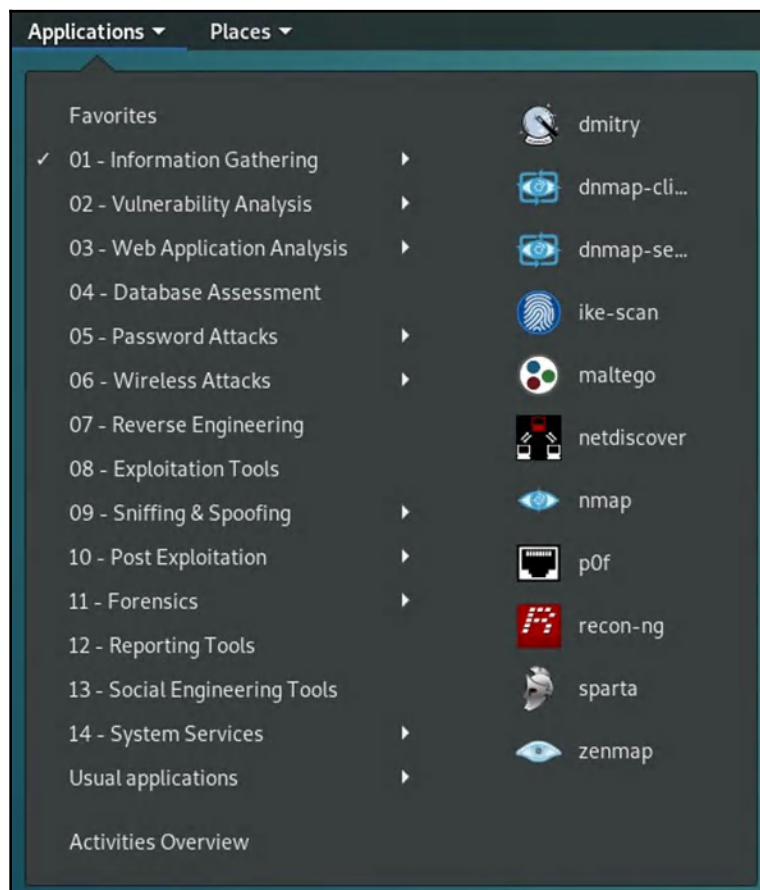 Applications Places
Favorites
✓ 01 - Information Gathering
02 - Vulnerability Analysis
03 - Web Application Analysis
04 - Database Assessment
05 - Password Attacks
06 - Wireless Attacks
07 - Reverse Engineering
08 - Exploitation Tools
09 - Sniffing & Spoofing
10 - Post Exploitation
11 - Forensics
12 - Reporting Tools
13 - Social Engineering Tools
14 - System Services
Usual applications
Activities Overview
dmitry
dnmap-cli...
dnmap-se...
ike-scan
maltego
netdiscover
nmap
p0f
recon-ng
sparta
zenmap